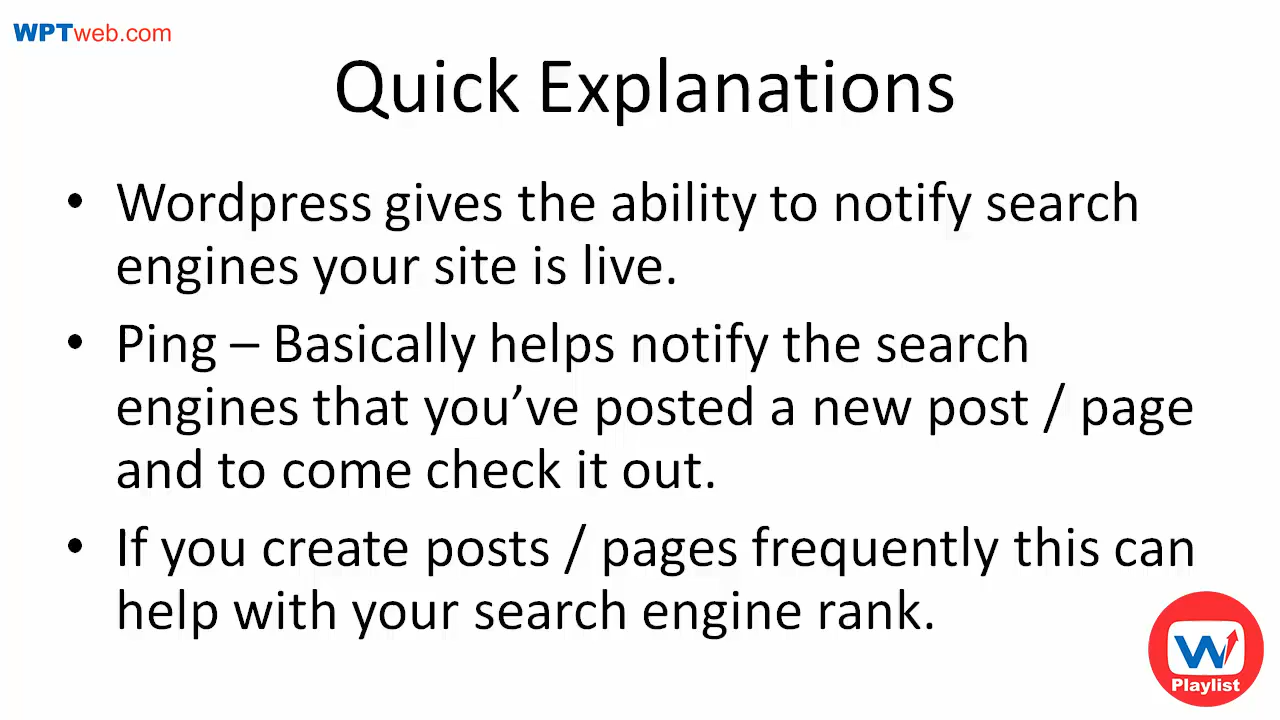 WPTweb.com
Quick Explanations
• Wordpress gives the ability to notify search
engines your site is live.
• Ping – Basically helps notify the search
engines that you’ve posted a new post / page
and to come check it out.
• If you create posts / pages frequently this can
help with your search engine rank.
W
Playlist